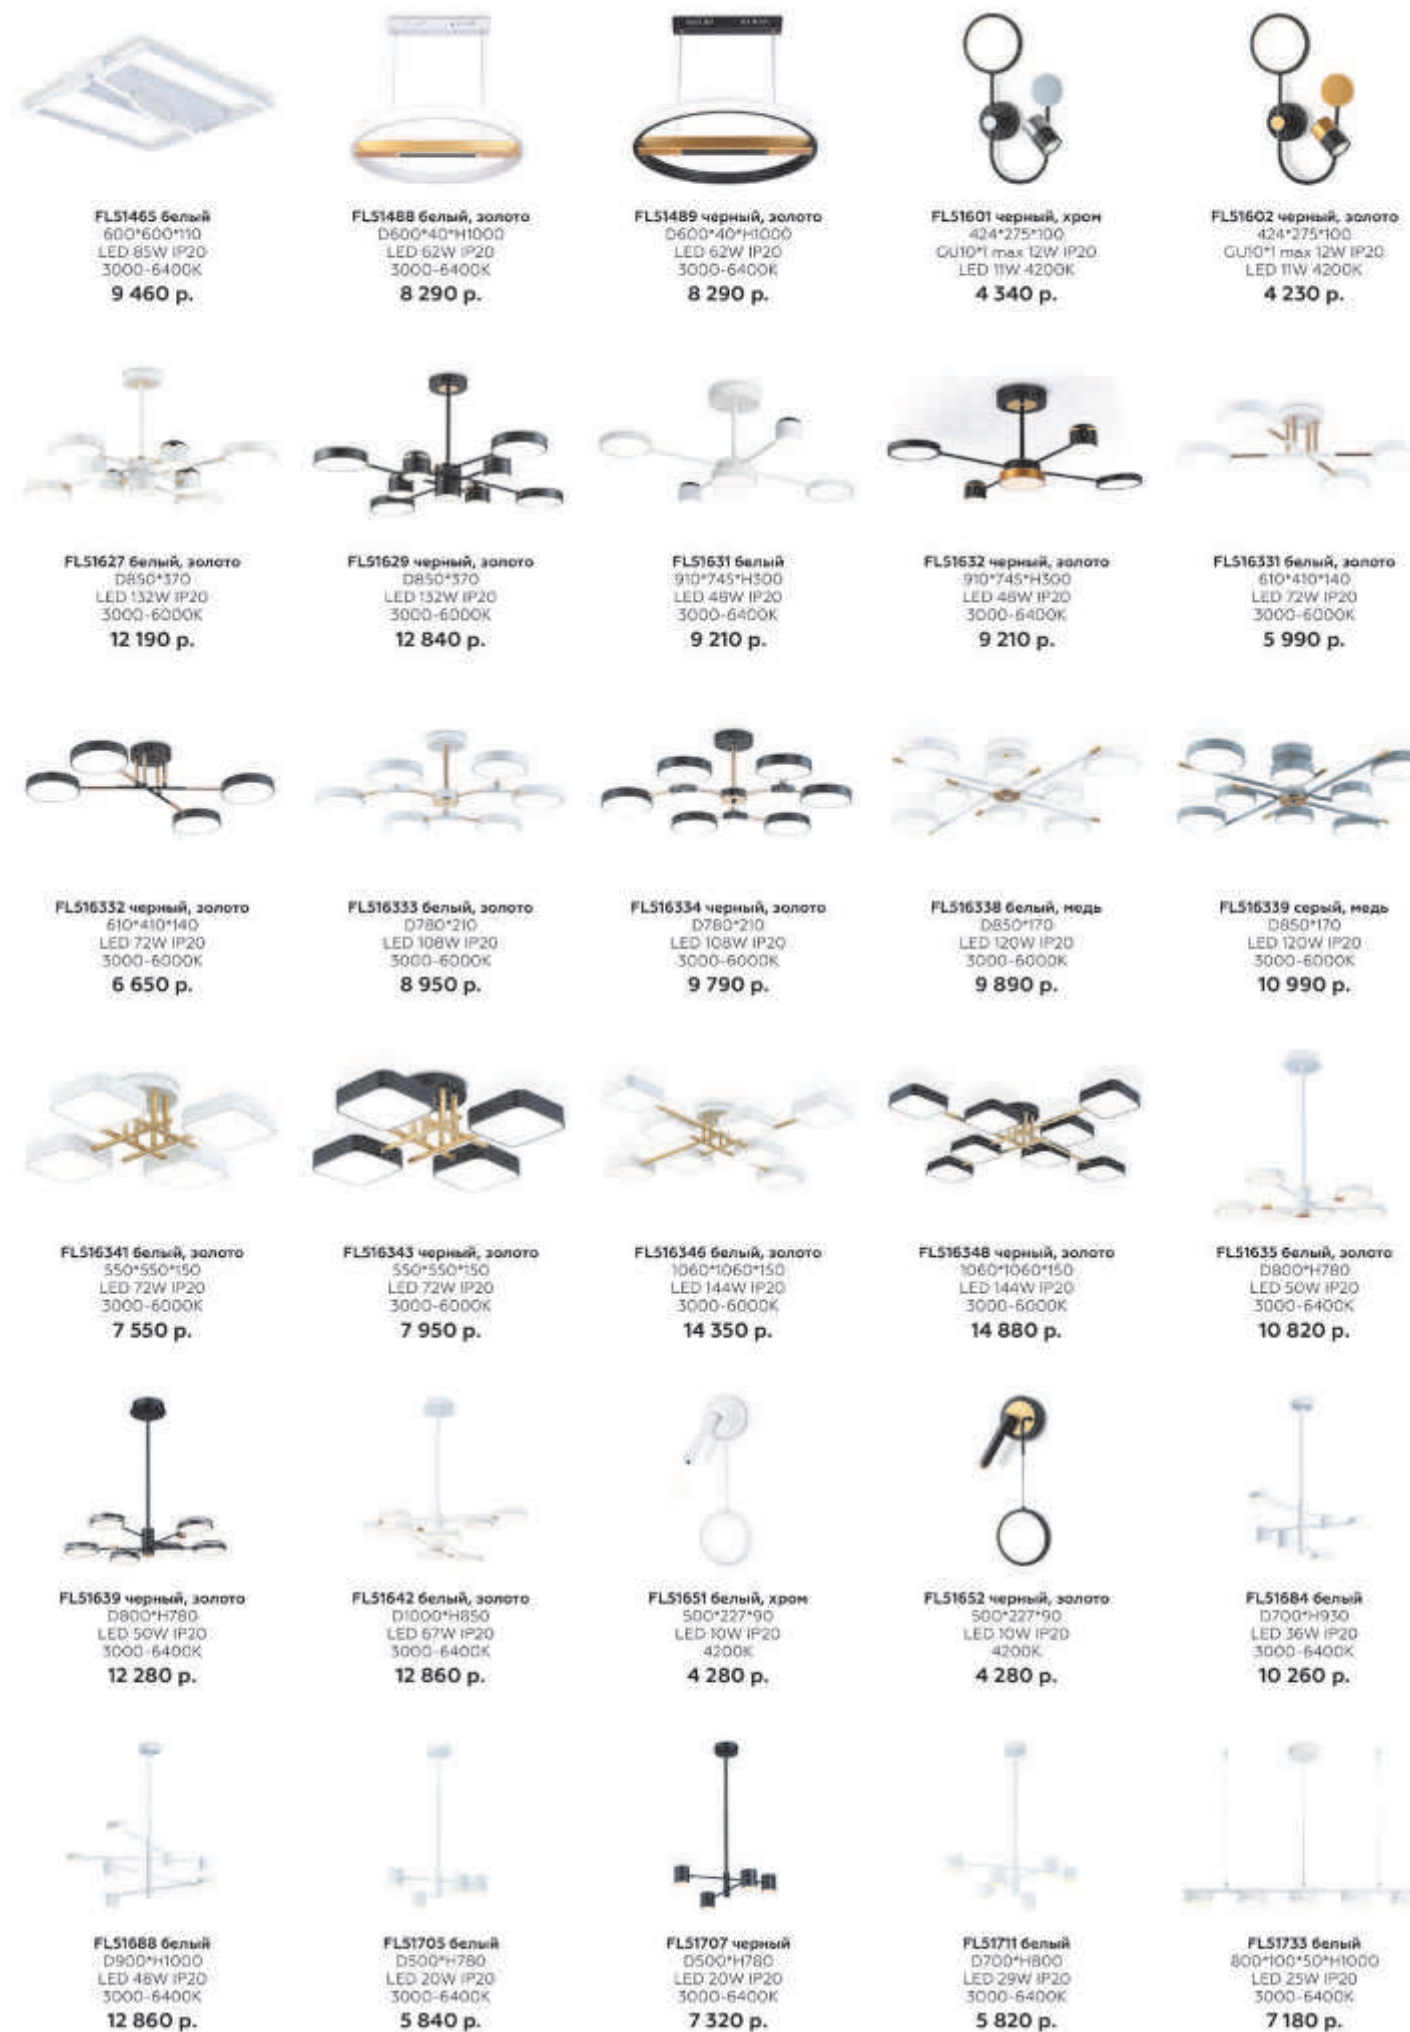 FL51465 белый
600*600*110
LED 85W IP20
3000-6400K
9 460 р.
FL51488 белый, золото
D600*40*H1000
LED 62W IP20
3000-6400K
8 290 р.
FL51489 черный, золото
D600*40*H1000
LED 62W IP20
3000-6400K
8 290 р.
FL51601 черный, хром
424*275*100
GU10*1 max 12W IP20
LED 11W 4200K
4 340 р.
FL51602 черный, золото
424*275*100
GU10*1 max 12W IP20
LED 11W 4200K
4 230 р.
FL51627 белый, золото
D850*370
LED 132W IP20
3000-6000K
12 190 р.
FL51629 черный, золото
D850*370
LED 132W IP20
3000-6000K
12 840 р.
FL51631 белый
910*745*H300
LED 48W IP20
3000-6400K
9 210 р.
FL51632 черный, золото
910*745*H300
LED 48W IP20
3000-6400K
9 210 р.
FL516331 белый, золото
610*410*140
LED 72W IP20
3000-6000K
5 990 р.
FL516332 черный, золото
610*410*140
LED 72W IP20
3000-6000K
6 650 р.
FL516333 белый, золото
D780*210
LED 108W IP20
3000-6000K
8 950 р.
FL516334 черный, золото
D780*210
LED 108W IP20
3000-6000K
9 790 р.
FL516338 белый, медь
D850*170
LED 120W IP20
3000-6000K
9 890 р.
FL516339 серый, медь
D850*170
LED 120W IP20
3000-6000K
10 990 р.
FL516341 белый, золото
550*550*150
LED 72W IP20
3000-6000K
7 550 р.
FL516343 черный, золото
550*550*150
LED 72W IP20
3000-6000K
7 950 р.
FL516346 белый, золото
1060*1060*150
LED 144W IP20
3000-6000K
14 350 р.
FL516348 черный, золото
1060*1060*150
LED 144W IP20
3000-6000K
14 880 р.
FL51635 белый, золото
D800*H780
LED 50W IP20
3000-6400K
10 820 р.
FL51639 черный, золото
D800*H780
LED 50W IP20
3000-6400K
12 280 р.
FL51642 белый, золото
D1000*H850
LED 67W IP20
3000-6400K
12 860 р.
FL51651 белый, хром
500*227*90
LED 10W IP20
4200K
4 280 р.
FL51652 черный, золото
500*227*90
LED 10W IP20
4200K
4 280 р.
FL51684 белый
D700*H930
LED 36W IP20
3000-6400K
10 260 р.
FL51688 белый
D900*H1000
LED 48W IP20
3000-6400K
12 860 р.
FL51705 белый
D500*H780
LED 20W IP20
3000-6400K
5 840 р.
FL51707 черный
D500*H780
LED 20W IP20
3000-6400K
7 320 р.
FL51711 белый
D700*H800
LED 29W IP20
3000-6400K
5 820 р.
FL51733 белый
800*100*50*H1000
LED 25W IP20
3000-6400K
7 180 р.